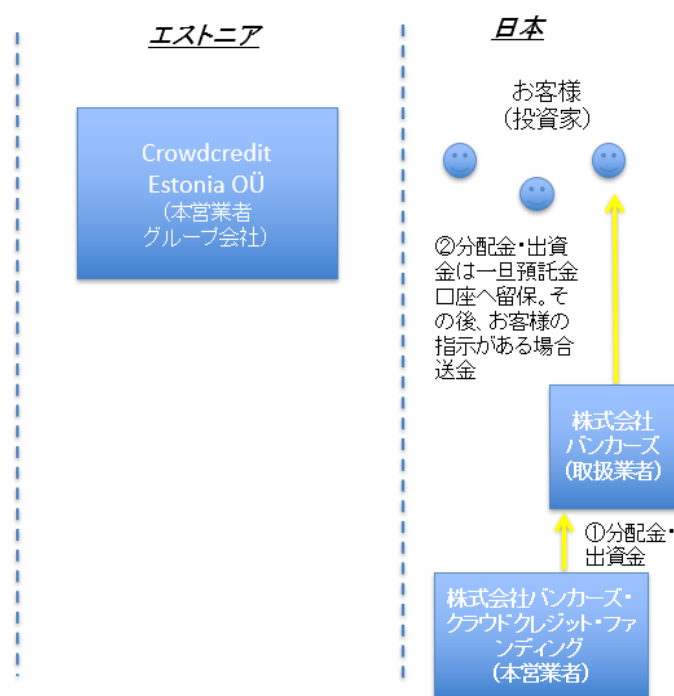 エストニア
日本
お客様
(投資家)
Crowdcredit
Estonia OÜ
(本営業者
グループ会社)
②分配金・出資
金は一旦預託金
口座へ留保。そ
の後、お客様の
指示がある場合
送金
株式会社
バンカーズ
(取扱業者)
①分配金・
出資金
株式会社バンカーズ・
クラウドクレジット・ファ
ンディング
(本営業者)